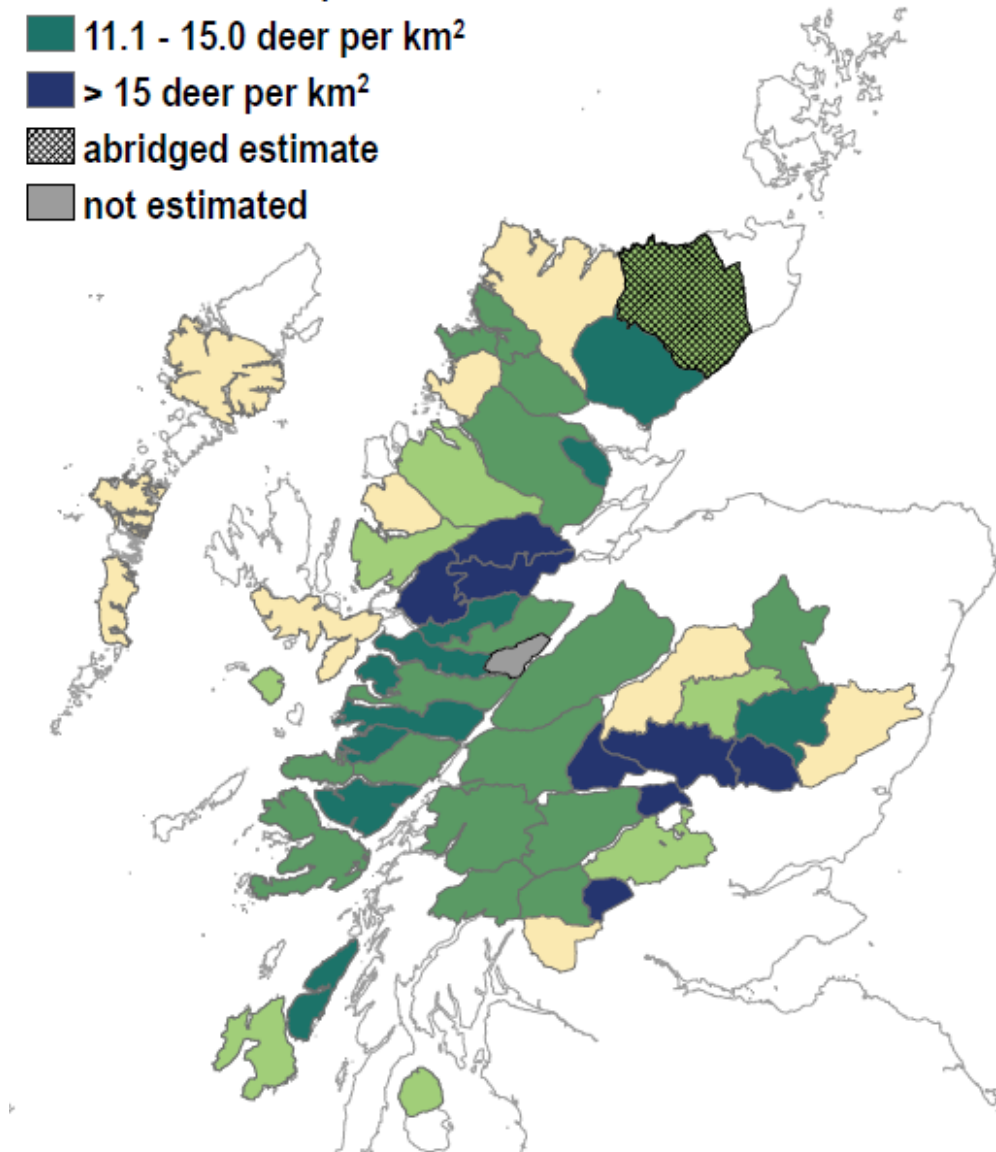 11.1 - 15.0 deer per km²
> 15 deer per km²
abridged estimate
not estimated